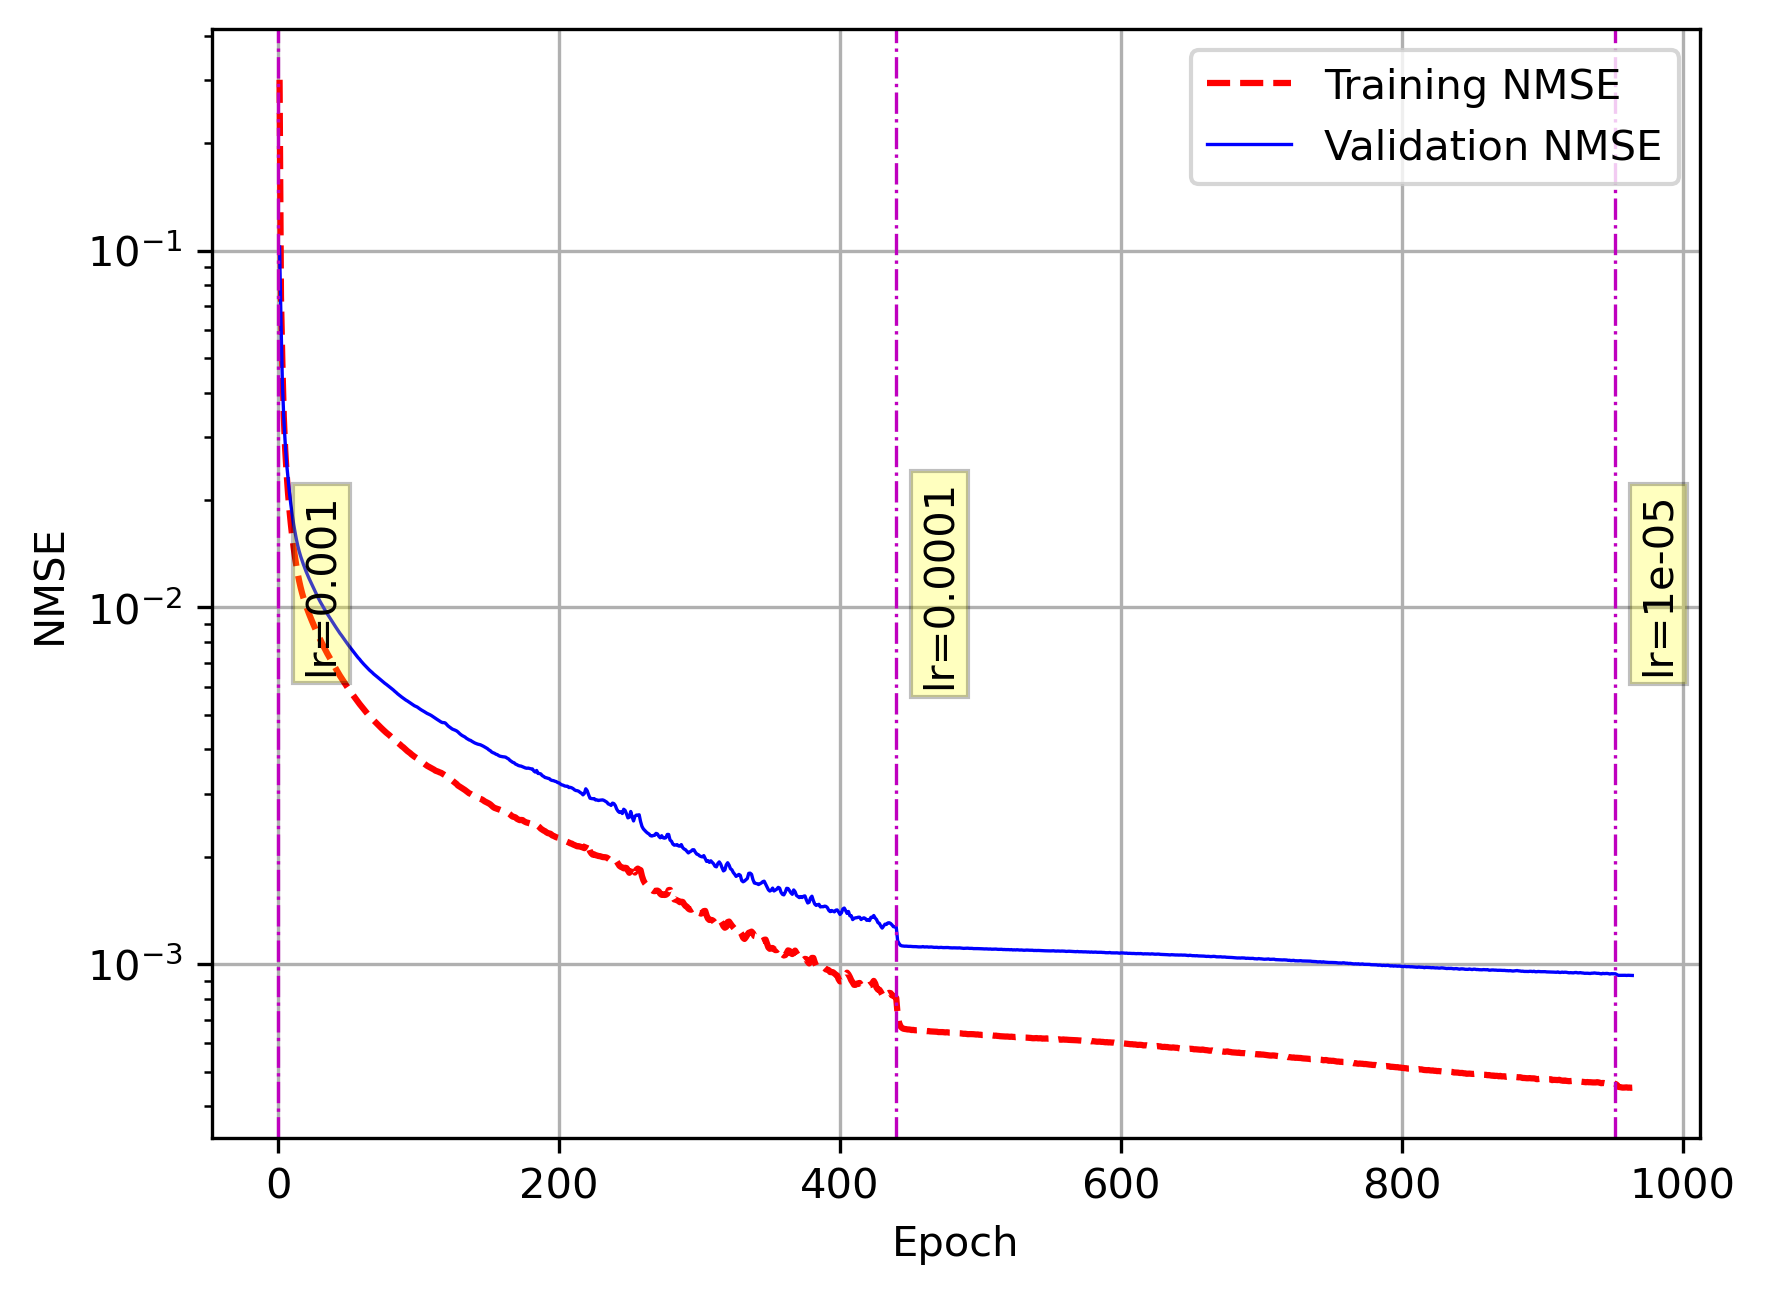 Training NMSE
Validation NMSE
NMSE
10⁻¹
10⁻²
10⁻³
lr=0.001
lr=0.0001
lr=1e-05
0 200 400 600 800 1000
Epoch